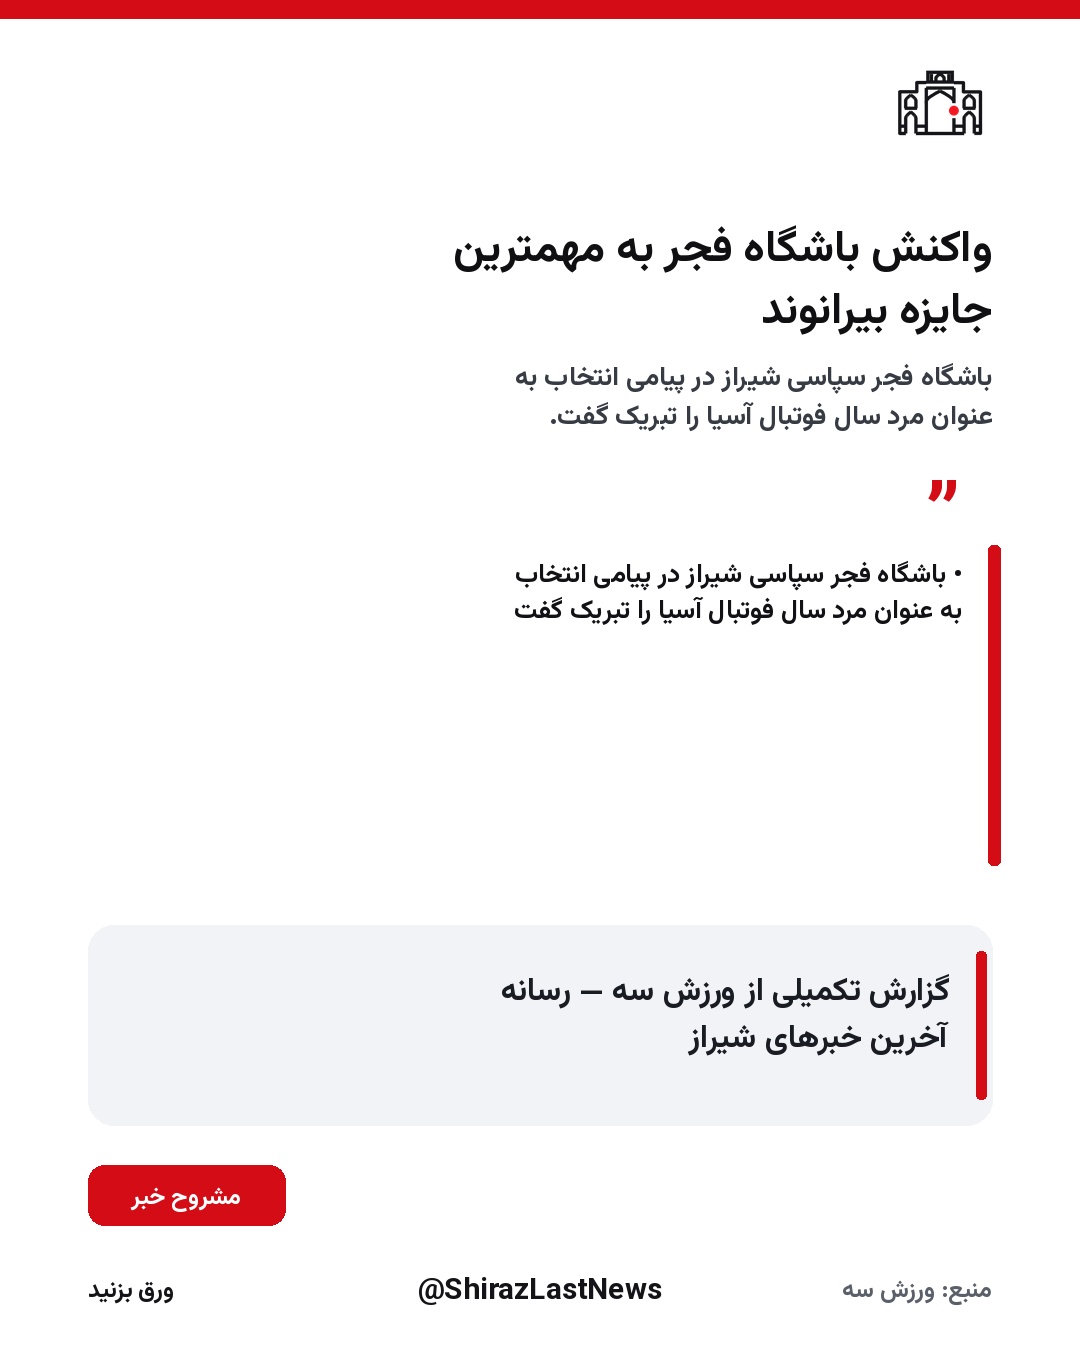 واکنش باشگاه فجر به مهمترین
جایزه بیرانوند
باشگاه فجر سپاسی شیراز در پیامی انتخاب به
عنوان مرد سال فوتبال آسیا را تبریک گفت.
”
• باشگاه فجر سپاسی شیراز در پیامی انتخاب
به عنوان مرد سال فوتبال آسیا را تبریک گفت
گزارش تکمیلی از ورزش سه — رسانه
آخرین خبرهای شیراز
مشروح خبر
منبع: ورزش سه
@ShirazLastNews
ورق بزنید